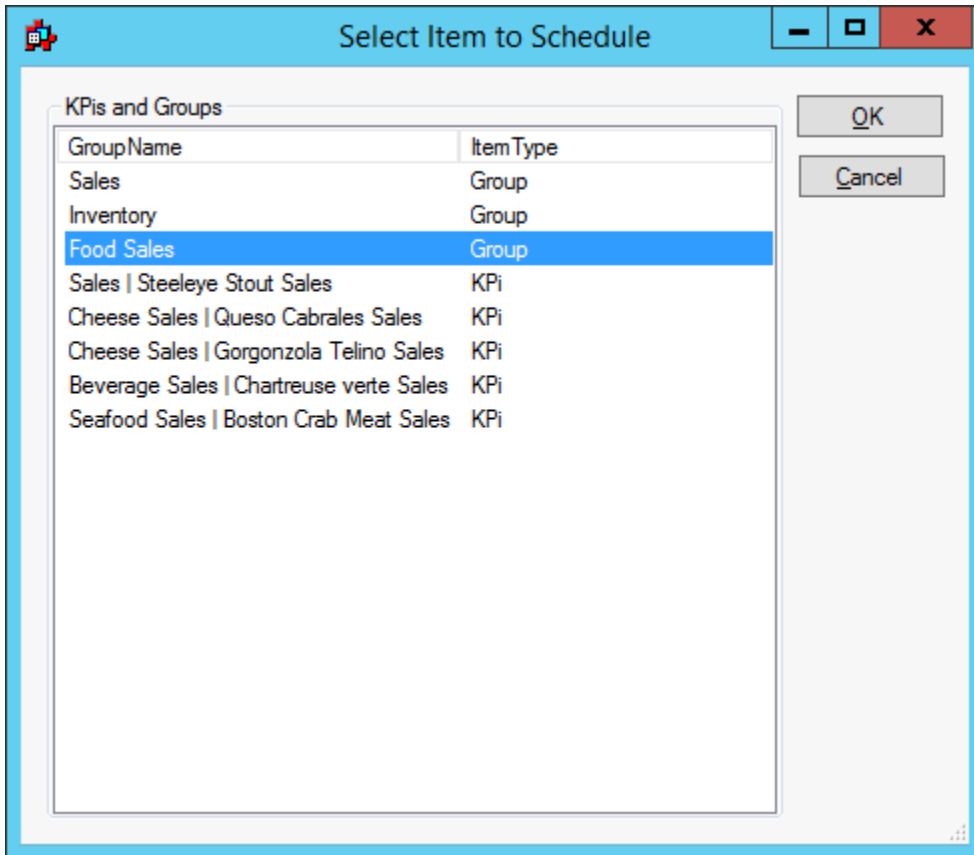 Select Item to Schedule
KPis and Groups
OK
GroupName ItemType
Cancel
Sales Group
Inventory Group
Food Sales Group
Sales | Steeleye Stout Sales KPi
Cheese Sales | Queso Cabrales Sales KPi
Cheese Sales | Gorgonzola Telino Sales KPi
Beverage Sales | Chartreuse verte Sales KPi
Seafood Sales | Boston Crab Meat Sales KPi